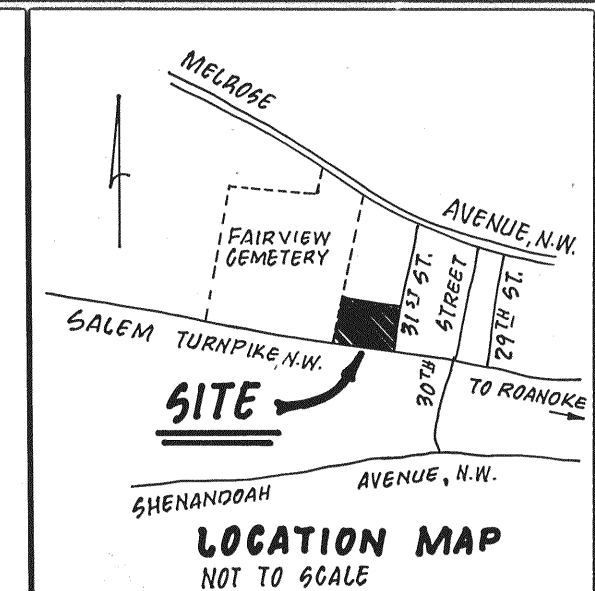 MELROSE
AVENUE, N.W.
FAIRVIEW
CEMETERY
31ST ST.
STREET
29TH ST.
SALEM TURNPIKE, N.W.
30TH
TO ROANOKE
SITE
SHENANDOAH AVENUE, N.W.
LOCATION MAP
NOT TO SCALE